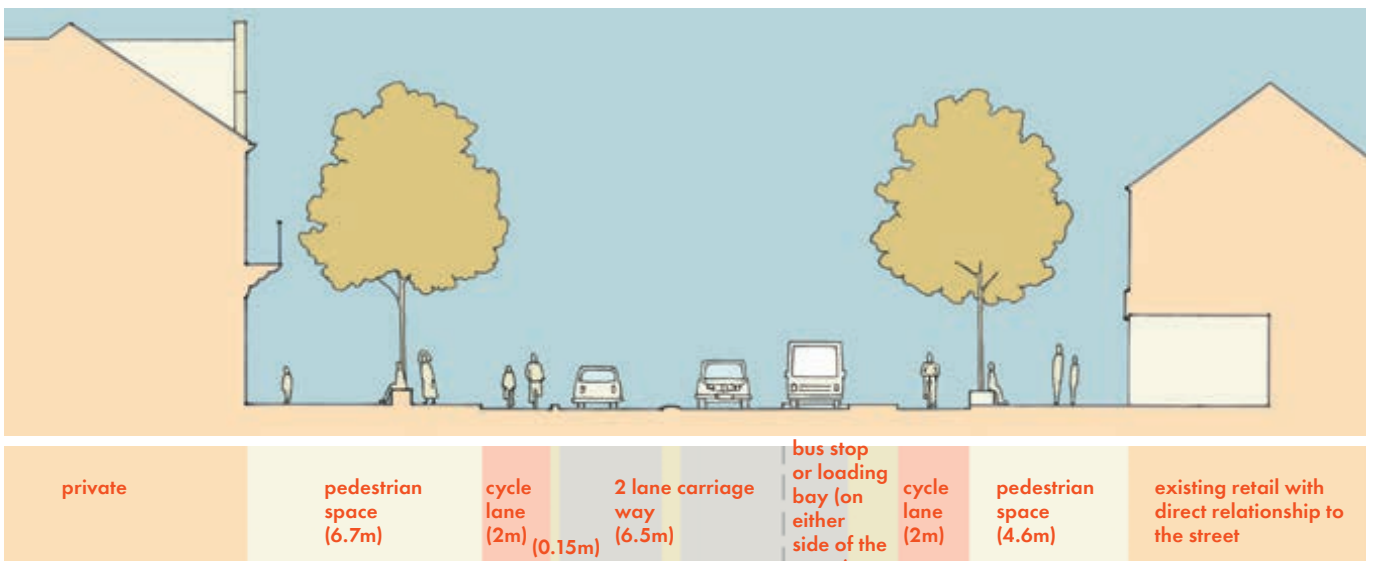 private
pedestrian
space
(6.7m)
cycle
lane
(2m)
(0.15m)
2 lane carriage
way
(6.5m)
bus stop
or loading
bay (on
either
side of the
cycle
lane
(2m)
pedestrian
space
(4.6m)
existing retail with
direct relationship to
the street